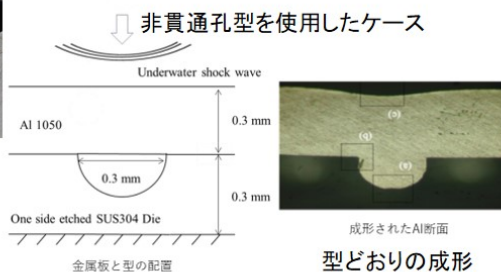 非貫通孔型を使用したケース
Underwater shock wave
Al 1050
0.3 mm
0.3 mm
0.3 mm
One side etched SUS304 Die
金属板と型の配置
(c)
(b)
(a)
成形されたAl断面
型どおりの成形